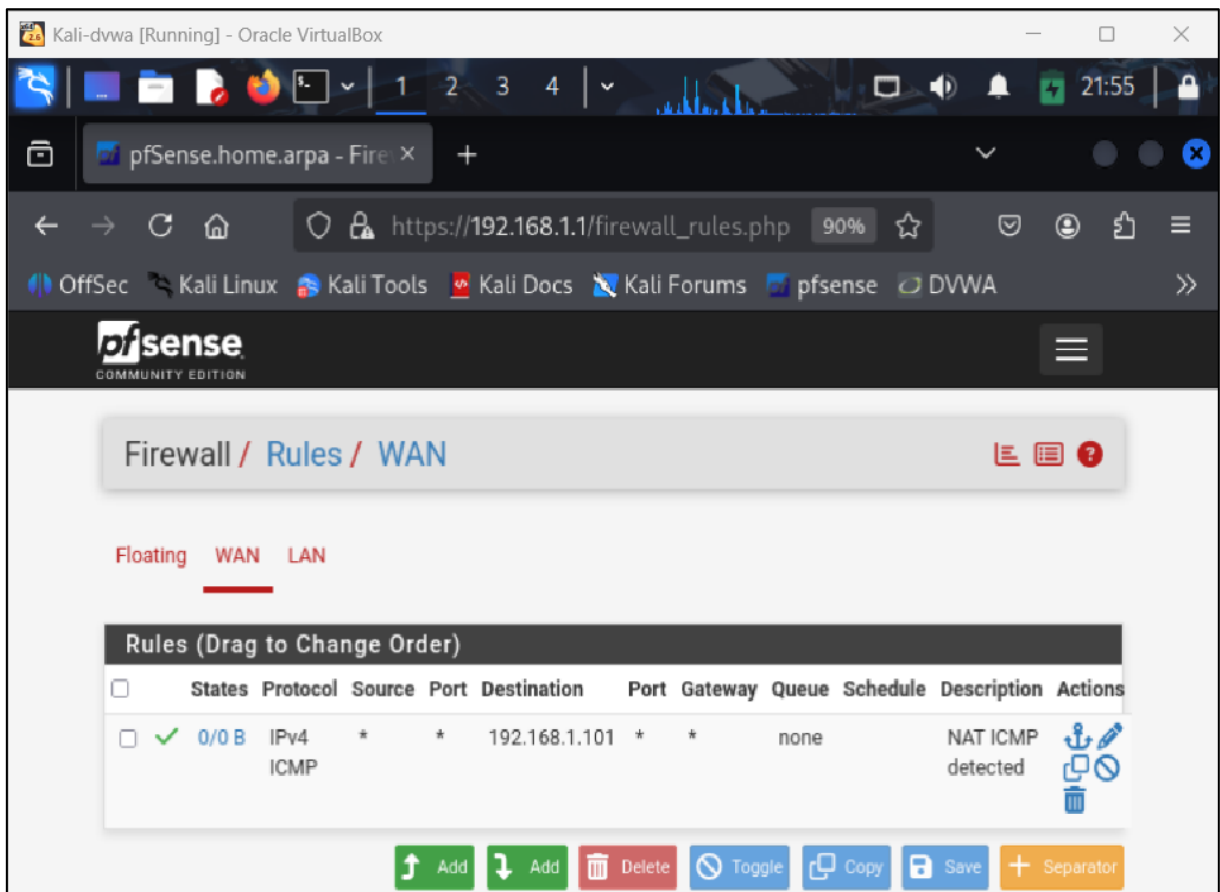 Kali-dvwa [Running] - Oracle VirtualBox
1 2 3 4 21:55
pfSense.home.arpa - Fire
https://192.168.1.1/firewall_rules.php 90%
OffSec Kali Linux Kali Tools Kali Docs Kali Forums pfsense DVWA
pfsense
COMMUNITY EDITION
Firewall / Rules / WAN
Floating WAN LAN
Rules (Drag to Change Order)
States Protocol Source Port Destination Port Gateway Queue Schedule Description Actions
0/0 B IPv4 * * 192.168.1.101 * * none NAT ICMP
ICMP detected
Add Add Delete Toggle Copy Save Separator